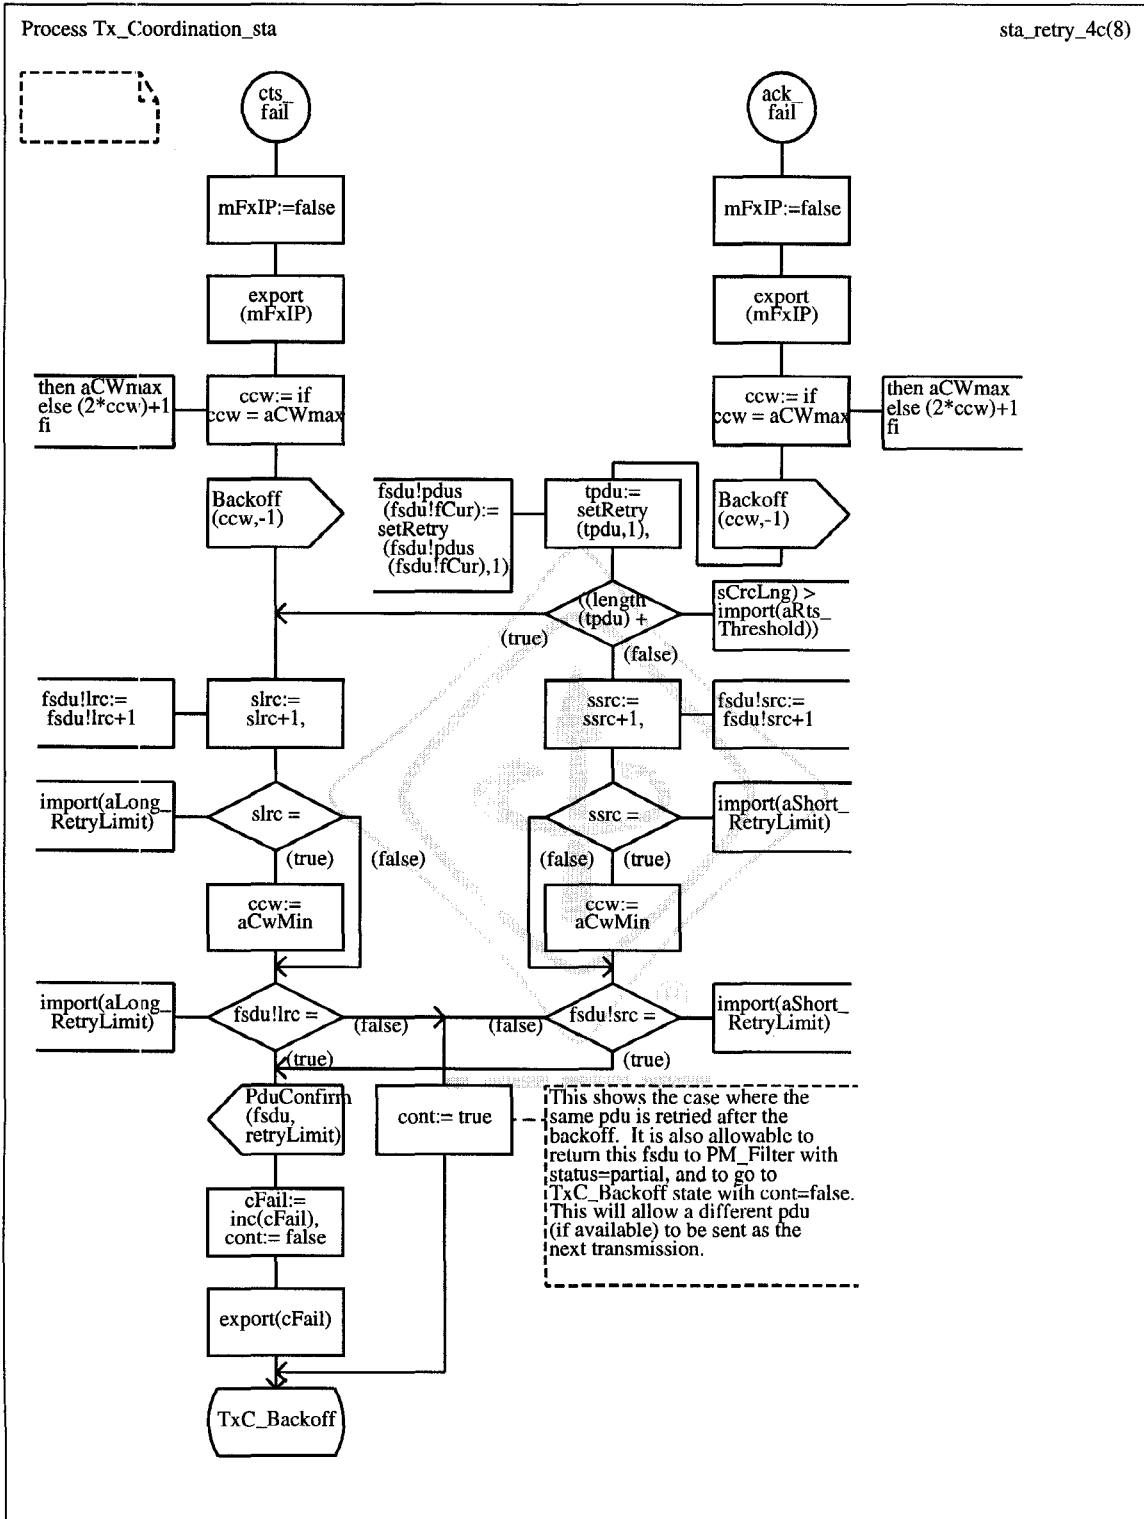 Process Tx_Coordination_sta
sta_retry_4c(8)
cts_
fail
ack_
fail
mFxIP:=false
mFxIP:=false
export
(mFxIP)
export
(mFxIP)
then aCWmax
else (2*ccw)+1
fi
ccw:= if
ccw = aCWmax
ccw:= if
ccw = aCWmax
then aCWmax
else (2*ccw)+1
fi
Backoff
(ccw,-1)
fsdu!pdus
(fsdu!fCur):=
setRetry
(fsdu!pdus
(fsdu!fCur),1)
tpdu:=
setRetry
(tpdu,1),
Backoff
(ccw,-1)
((length
(tpdu) +
sCrcLng) >
import(aRts_
Threshold))
(true)
(false)
fsdu!lrc:=
fsdu!lrc+1
slrc:=
slrc+1,
ssrc:=
ssrc+1,
fsdu!src:=
fsdu!src+1
import(aLong_
RetryLimit)
slrc =
ssrc =
import(aShort_
RetryLimit)
(true)
(false)
(false)
(true)
ccw:=
aCwMin
ccw:=
aCwMin
import(aLong_
RetryLimit)
fsdu!lrc =
(false)
(false)
fsdu!src =
import(aShort_
RetryLimit)
(true)
(true)
PduConfirm
(fsdu,
retryLimit)
cont:= true
This shows the case where the
same pdu is retried after the
backoff. It is also allowable to
return this fsdu to PM_Filter with
status=partial, and to go to
TxC_Backoff state with cont=false.
This will allow a different pdu
(if available) to be sent as the
next transmission.
cFail:=
inc(cFail),
cont:= false
export(cFail)
TxC_Backoff